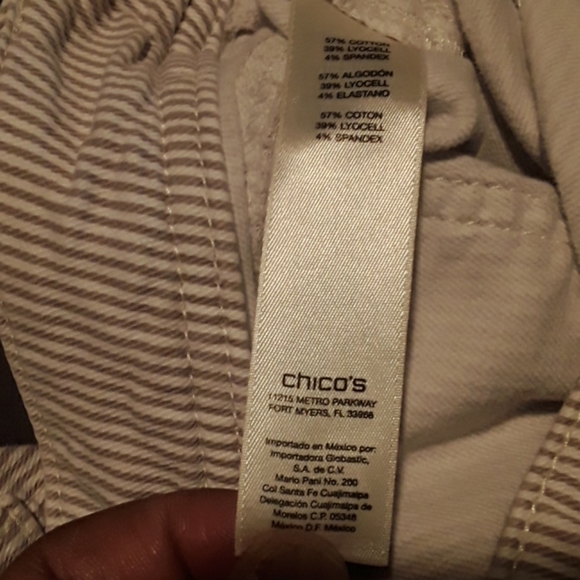 57% COTTON
39% LYOCELL
4% SPANDEX
57% ALGODÓN
39% LYOCELL
4% ELASTANO
57% COTON
39% LYOCELL
4% SPANDEX
chico's
11215 METRO PARKWAY
FORT MYERS, FL 33966
Importado en México por:
Importadora Globastic,
S.A. de C.V.
Mario Pani No. 200
Col Santa Fe Cuajimalpa
Delegación Cuajimalpa de
Morelos C.P. 05348
México D.F. México